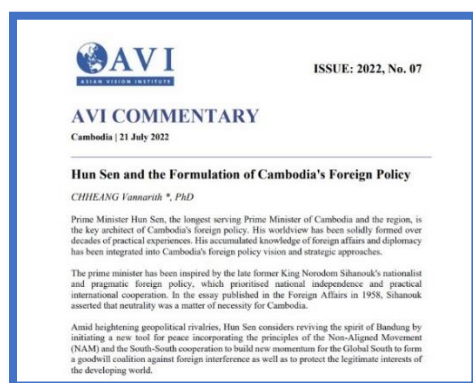 AVI
ASIAN VISION INSTITUTE
ISSUE: 2022, No. 07
AVI COMMENTARY
Cambodia | 21 July 2022
Hun Sen and the Formulation of Cambodia's Foreign Policy
CHHEANG Vannarith *, PhD
Prime Minister Hun Sen, the longest serving Prime Minister of Cambodia and the region, is
the key architect of Cambodia's foreign policy. His worldview has been solidly formed over
decades of practical experiences. His accumulated knowledge of foreign affairs and diplomacy
has been integrated into Cambodia's foreign policy vision and strategic approaches.
The prime minister has been inspired by the late former King Norodom Sihanouk's nationalist
and pragmatic foreign policy, which prioritised national independence and practical
international cooperation. In the essay published in the Foreign Affairs in 1958, Sihanouk
asserted that neutrality was a matter of necessity for Cambodia.
Amid heightening geopolitical rivalries, Hun Sen considers reviving the spirit of Bandung by
initiating a new tool for peace incorporating the principles of the Non-Aligned Movement
(NAM) and the South-South cooperation to build new momentum for the Global South to form
a goodwill coalition against foreign interference as well as to protect the legitimate interests of
the developing world.